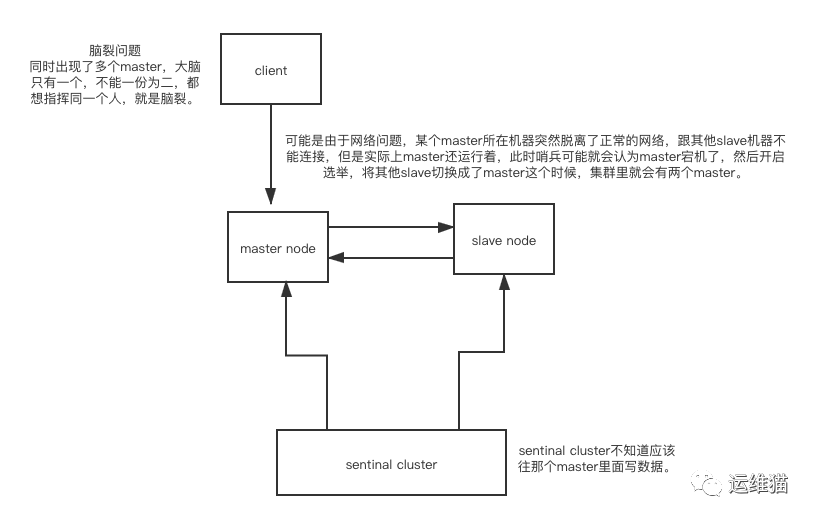 脑裂问题
同时出现了多个master，大脑
只有一个，不能一份为二，都
想指挥同一个人，就是脑裂。
client
可能是由于网络问题，某个master所在机器突然脱离了正常的网络，跟其他slave机器不
能连接，但是实际上master还运行着，此时哨兵可能就会认为master宕机了，然后开启
选举，将其他slave切换成了master这个时候，集群里就会有两个master。
master node
slave node
sentinal cluster
sentinal cluster不知道应该
往那个master里面写数据。
运维猫